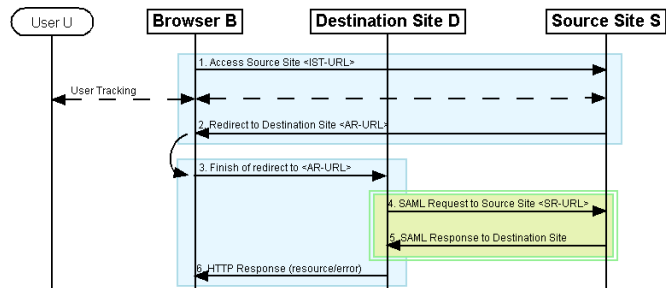 User U
Browser B
Destination Site D
Source Site S
1. Access Source Site <IST-URL>
User Tracking
2. Redirect to Destination Site <AR-URL>
3. Finish of redirect to <AR-URL>
4. SAML Request to Source Site <SR-URL>
5. SAML Response to Destination Site
6. HTTP Response (resource/error)